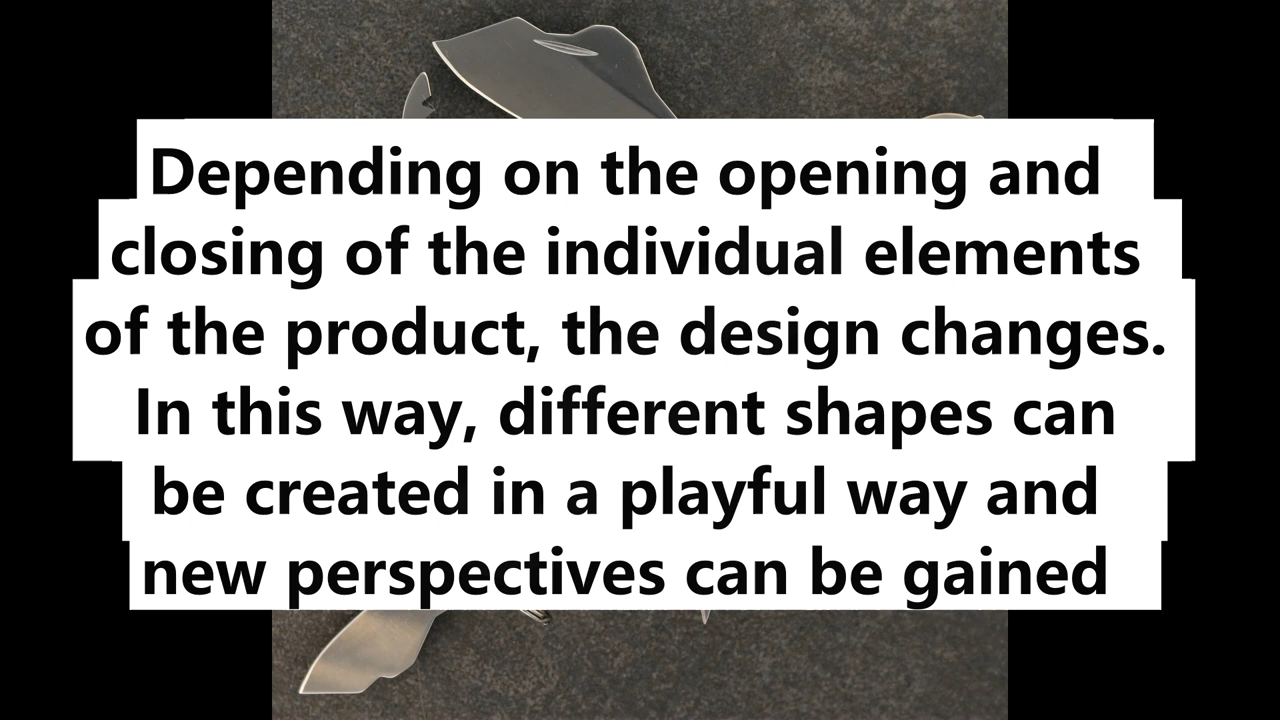 Depending on the opening and
closing of the individual elements
of the product, the design changes.
In this way, different shapes can
be created in a playful way and
new perspectives can be gained